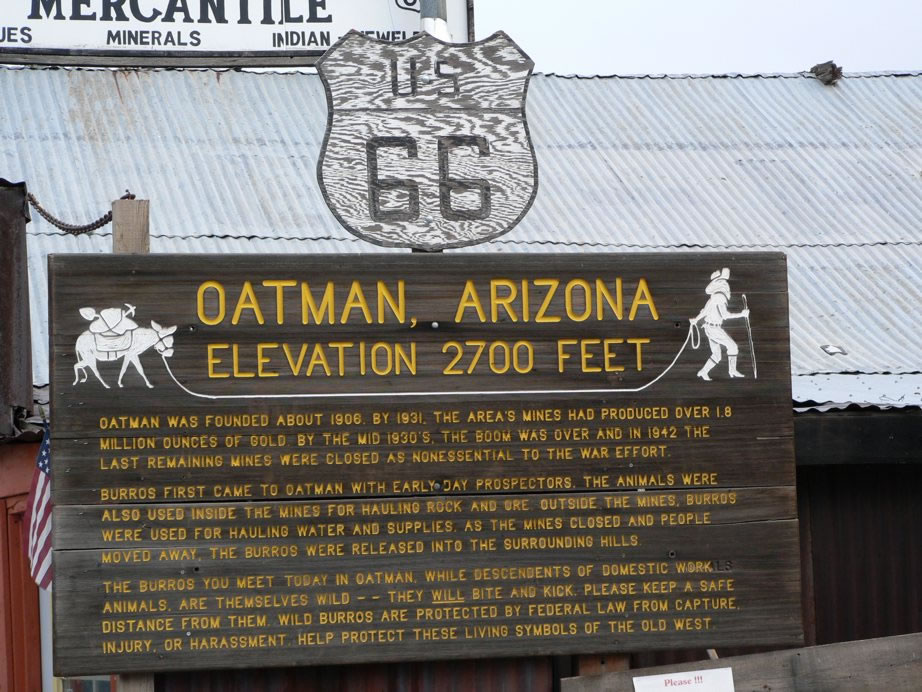 MERCANTILE
MINERALS INDIAN
US
66
OATMAN, ARIZONA
ELEVATION 2700 FEET
OATMAN WAS FOUNDED ABOUT 1906. BY 1931, THE AREA'S MINES HAD PRODUCED OVER 1.8
MILLION OUNCES OF GOLD. BY THE MID 1930'S, THE BOOM WAS OVER AND IN 1942 THE
LAST REMAINING MINES WERE CLOSED AS NONESSENTIAL TO THE WAR EFFORT.
BURROS FIRST CAME TO OATMAN WITH EARLY DAY PROSPECTORS. THE ANIMALS WERE
ALSO USED INSIDE THE MINES FOR HAULING ROCK AND ORE. OUTSIDE THE MINES, BURROS
WERE USED FOR HAULING WATER AND SUPPLIES. AS THE MINES CLOSED AND PEOPLE
MOVED AWAY, THE BURROS WERE RELEASED INTO THE SURROUNDING HILLS.
THE BURROS YOU MEET TODAY IN OATMAN, WHILE DESCENDENTS OF DOMESTIC WORK
ANIMALS, ARE THEMSELVES WILD -- THEY WILL BITE AND KICK. PLEASE KEEP A SAFE
DISTANCE FROM THEM. WILD BURROS ARE PROTECTED BY FEDERAL LAW FROM CAPTURE,
INJURY, OR HARASSMENT. HELP PROTECT THESE LIVING SYMBOLS OF THE OLD WEST.
Please !!!